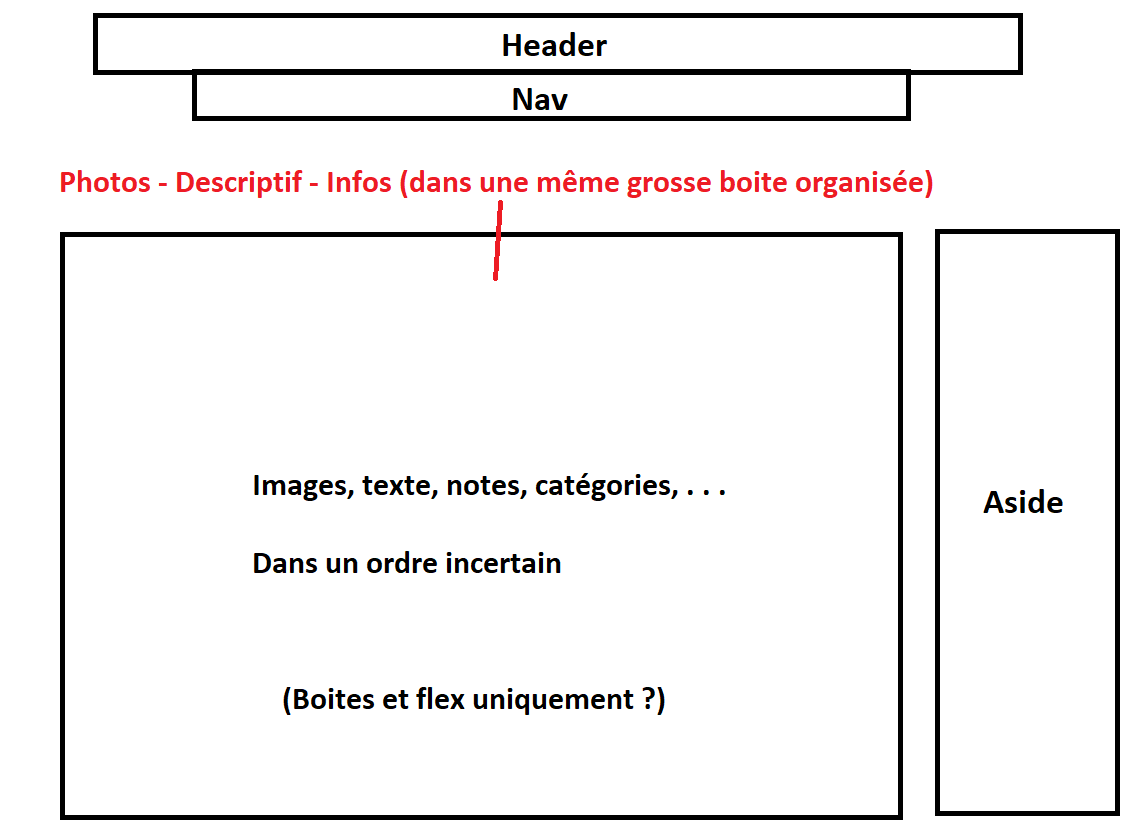 Header
Nav
Photos - Descriptif - Infos (dans une même grosse boite organisée)
Images, texte, notes, catégories, . . .
Dans un ordre incertain
(Boites et flex uniquement ?)
Aside